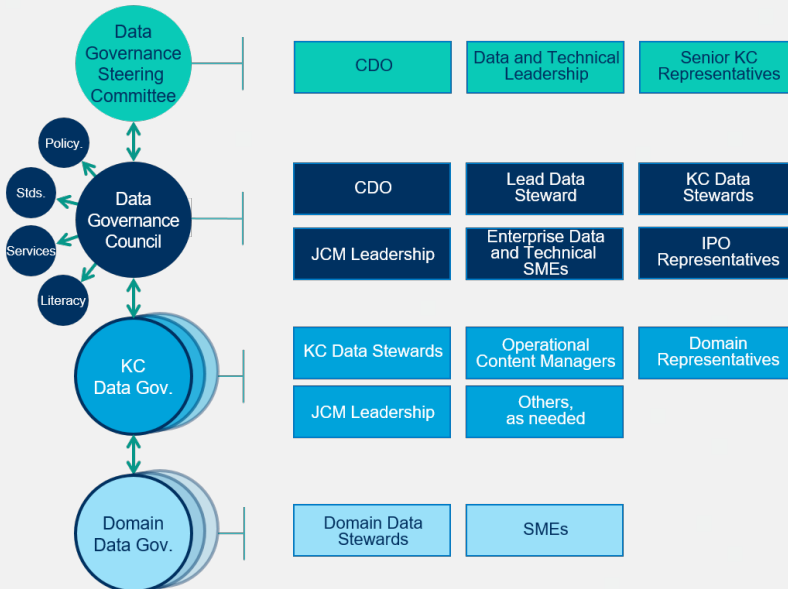 Data
Governance
Steering
Committee
CDO
Data and Technical
Leadership
Senior KC
Representatives
Policy.
Stds.
Services
Literacy
Data
Governance
Council
CDO
Lead Data
Steward
KC Data
Stewards
JCM Leadership
Enterprise Data
and Technical
SMEs
IPO
Representatives
KC
Data Gov.
KC Data Stewards
Operational
Content Managers
Domain
Representatives
JCM Leadership
Others,
as needed
Domain
Data Gov.
Domain Data
Stewards
SMEs